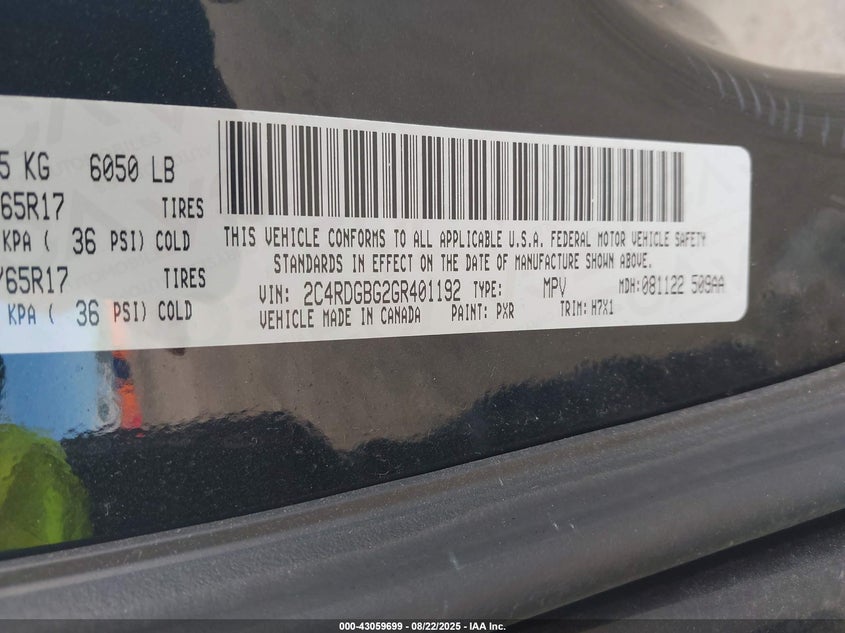 5 KG 6050 LB
65R17 TIRES
KPA ( 36 PSI) COLD
/65R17 TIRES
KPA ( 36 PSI) COLD
THIS VEHICLE CONFORMS TO ALL APPLICABLE U.S.A. FEDERAL MOTOR VEHICLE SAFETY
STANDARDS IN EFFECT ON THE DATE OF MANUFACTURE SHOWN ABOVE.
VIN: 2C4RDGBG2GR401192 TYPE: MPV MDH: 081122 509AA
VEHICLE MADE IN CANADA PAINT: PXR TRIM: H7X1
000-43059699 - 08/22/2025 - IAA Inc.